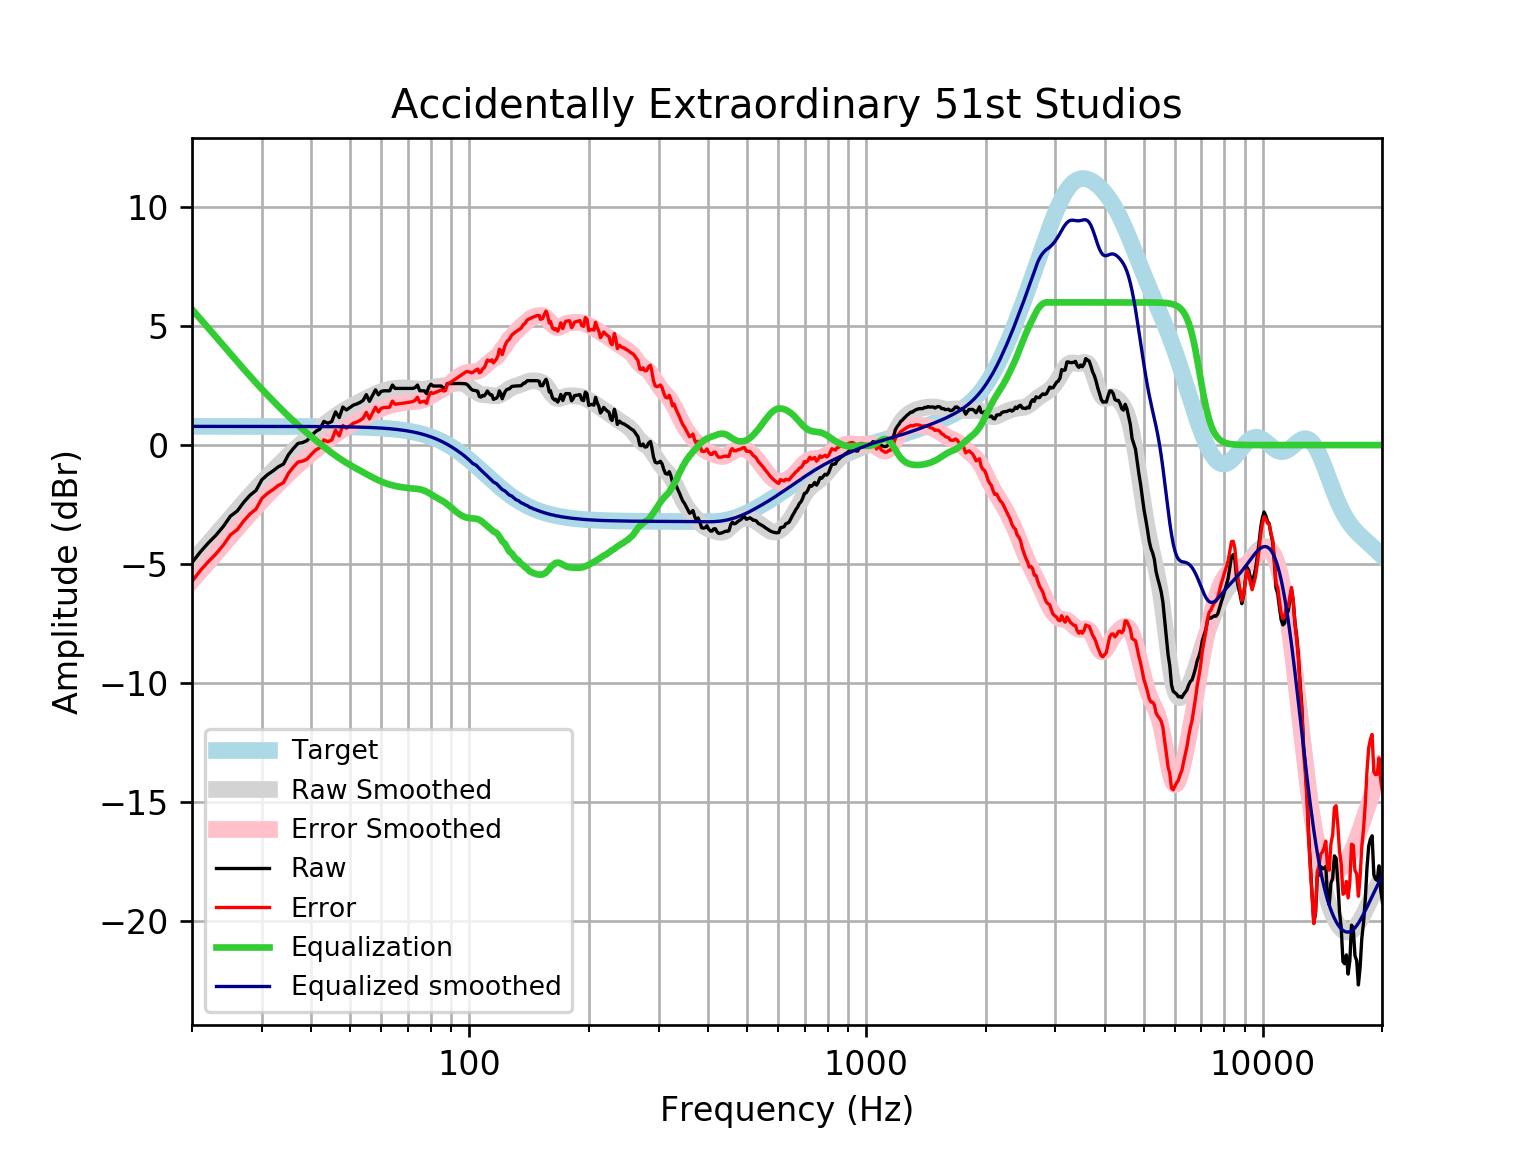 Accidentally Extraordinary 51st Studios
Amplitude (dBr)
10
5
0
−5
−10
−15
−20
Target
Raw Smoothed
Error Smoothed
Raw
Error
Equalization
Equalized smoothed
100 1000 10000
Frequency (Hz)